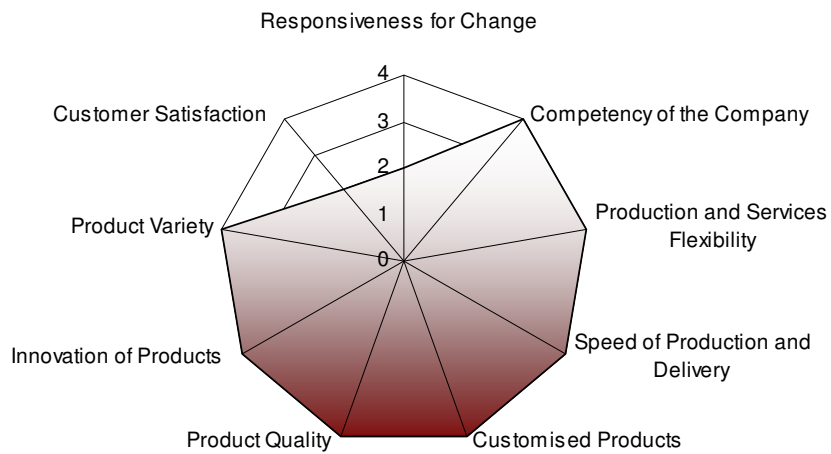 Responsiveness for Change
4
Customer Satisfaction
Competency of the Company
3
2
1
Product Variety
Production and Services
Flexibility
0
Innovation of Products
Speed of Production and
Delivery
Product Quality
Customised Products